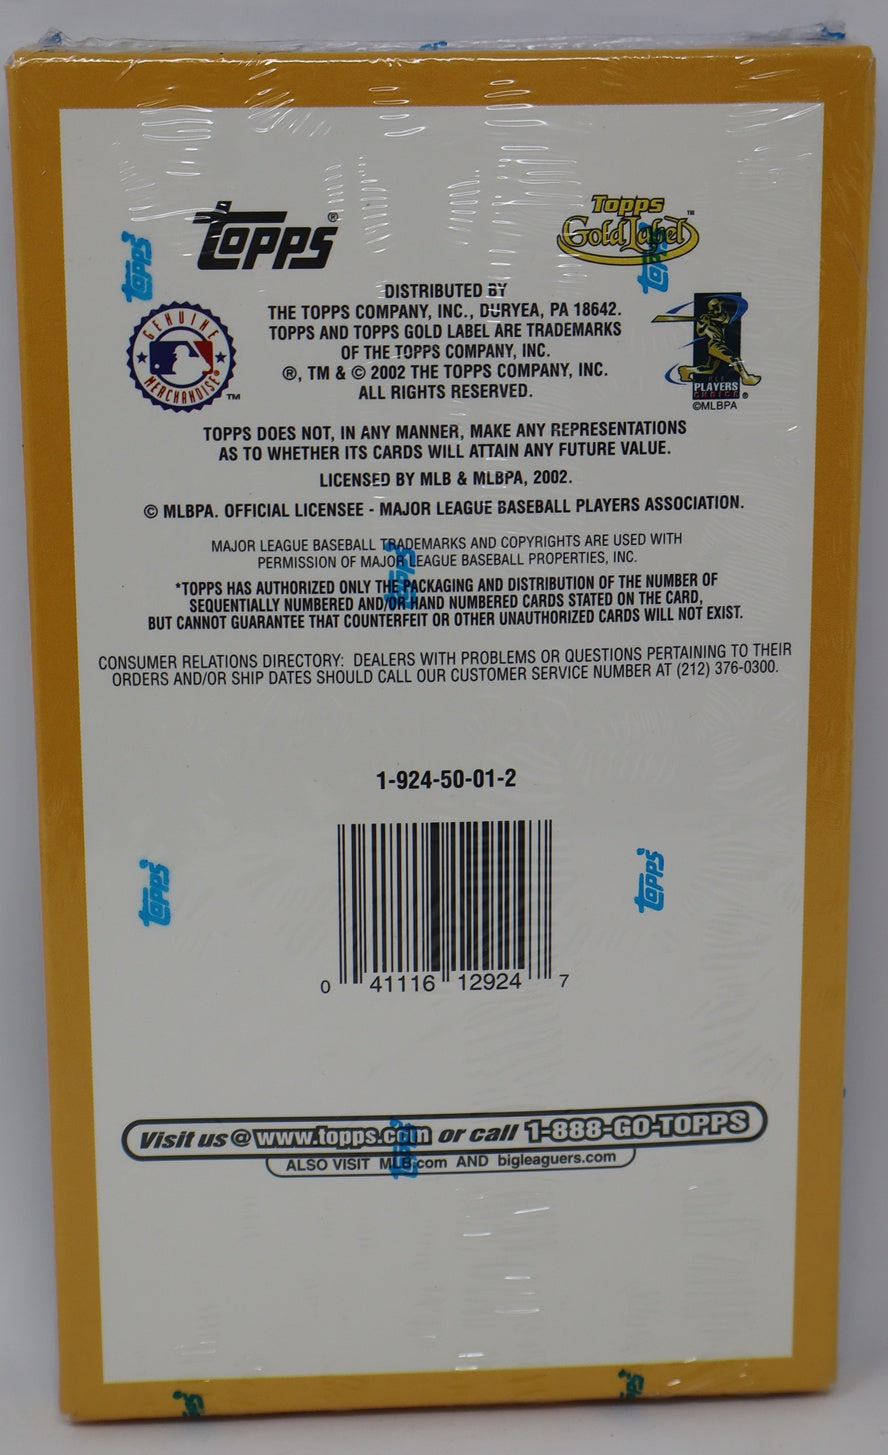 TOPPS®
Topps
Gold Label™
TOPPS
TOPPS
DISTRIBUTED BY
THE TOPPS COMPANY, INC., DURYEA, PA 18642.
TOPPS AND TOPPS GOLD LABEL ARE TRADEMARKS
OF THE TOPPS COMPANY, INC.
®, TM & © 2002 THE TOPPS COMPANY, INC.
ALL RIGHTS RESERVED.
GENUINE
MERCHANDISE®
™
PLAYERS
CHOICE®
©MLBPA
TOPPS DOES NOT, IN ANY MANNER, MAKE ANY REPRESENTATIONS
AS TO WHETHER ITS CARDS WILL ATTAIN ANY FUTURE VALUE.
LICENSED BY MLB & MLBPA, 2002.
© MLBPA. OFFICIAL LICENSEE - MAJOR LEAGUE BASEBALL PLAYERS ASSOCIATION.
MAJOR LEAGUE BASEBALL TRADEMARKS AND COPYRIGHTS ARE USED WITH
PERMISSION OF MAJOR LEAGUE BASEBALL PROPERTIES, INC.
TOPPS
*TOPPS HAS AUTHORIZED ONLY THE PACKAGING AND DISTRIBUTION OF THE NUMBER OF
SEQUENTIALLY NUMBERED AND/OR HAND NUMBERED CARDS STATED ON THE CARD,
BUT CANNOT GUARANTEE THAT COUNTERFEIT OR OTHER UNAUTHORIZED CARDS WILL NOT EXIST.
CONSUMER RELATIONS DIRECTORY: DEALERS WITH PROBLEMS OR QUESTIONS PERTAINING TO THEIR
ORDERS AND/OR SHIP DATES SHOULD CALL OUR CUSTOMER SERVICE NUMBER AT (212) 376-0300.
1-924-50-01-2
TOPPS
TOPPS
0 41116 12924 7
Visit us @ www.topps.com or call 1-888-GO-TOPPS
TOPPS
ALSO VISIT MLB.com AND bigleaguers.com